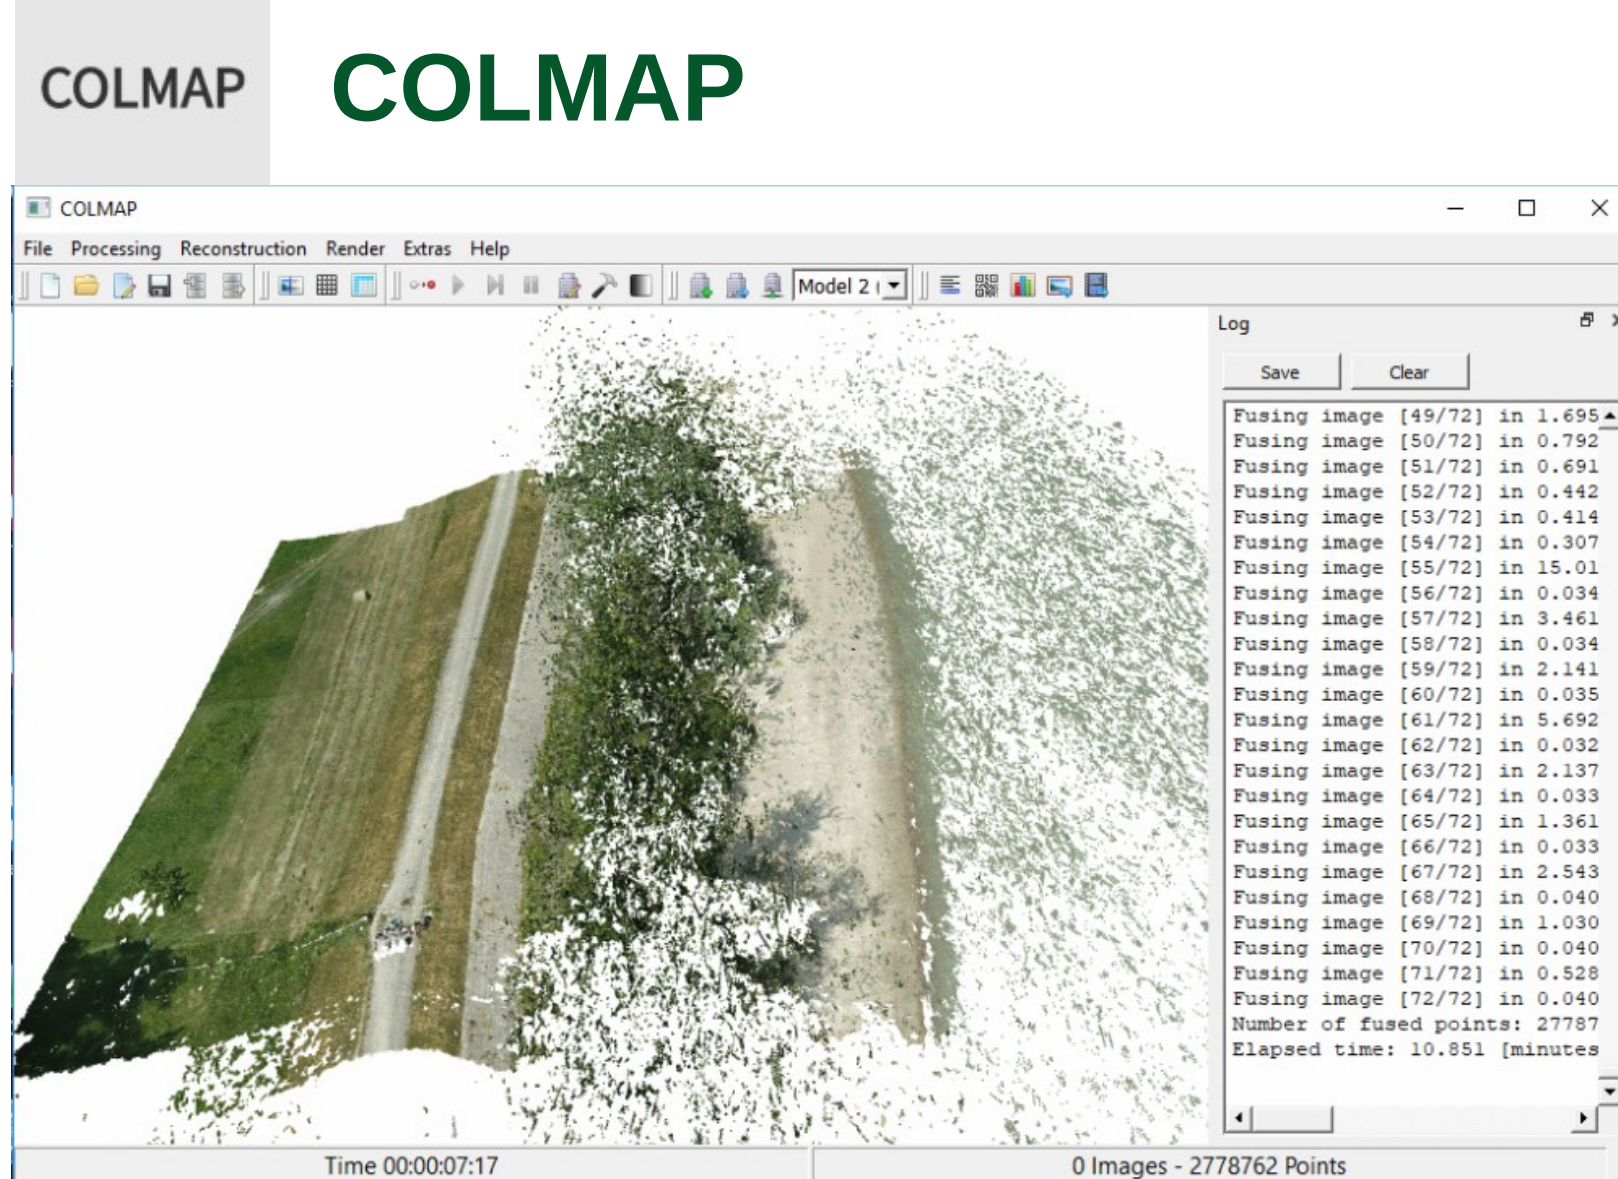 COLMAP
COLMAP
COLMAP
File Processing Reconstruction Render Extras Help
Model 2
Log
Save Clear
Fusing image [49/72] in 1.695
Fusing image [50/72] in 0.792
Fusing image [51/72] in 0.691
Fusing image [52/72] in 0.442
Fusing image [53/72] in 0.414
Fusing image [54/72] in 0.307
Fusing image [55/72] in 15.01
Fusing image [56/72] in 0.034
Fusing image [57/72] in 3.461
Fusing image [58/72] in 0.034
Fusing image [59/72] in 2.141
Fusing image [60/72] in 0.035
Fusing image [61/72] in 5.692
Fusing image [62/72] in 0.032
Fusing image [63/72] in 2.137
Fusing image [64/72] in 0.033
Fusing image [65/72] in 1.361
Fusing image [66/72] in 0.033
Fusing image [67/72] in 2.543
Fusing image [68/72] in 0.040
Fusing image [69/72] in 1.030
Fusing image [70/72] in 0.040
Fusing image [71/72] in 0.528
Fusing image [72/72] in 0.040
Number of fused points: 27787
Elapsed time: 10.851 [minutes
Time 00:00:07:17
0 Images - 2778762 Points